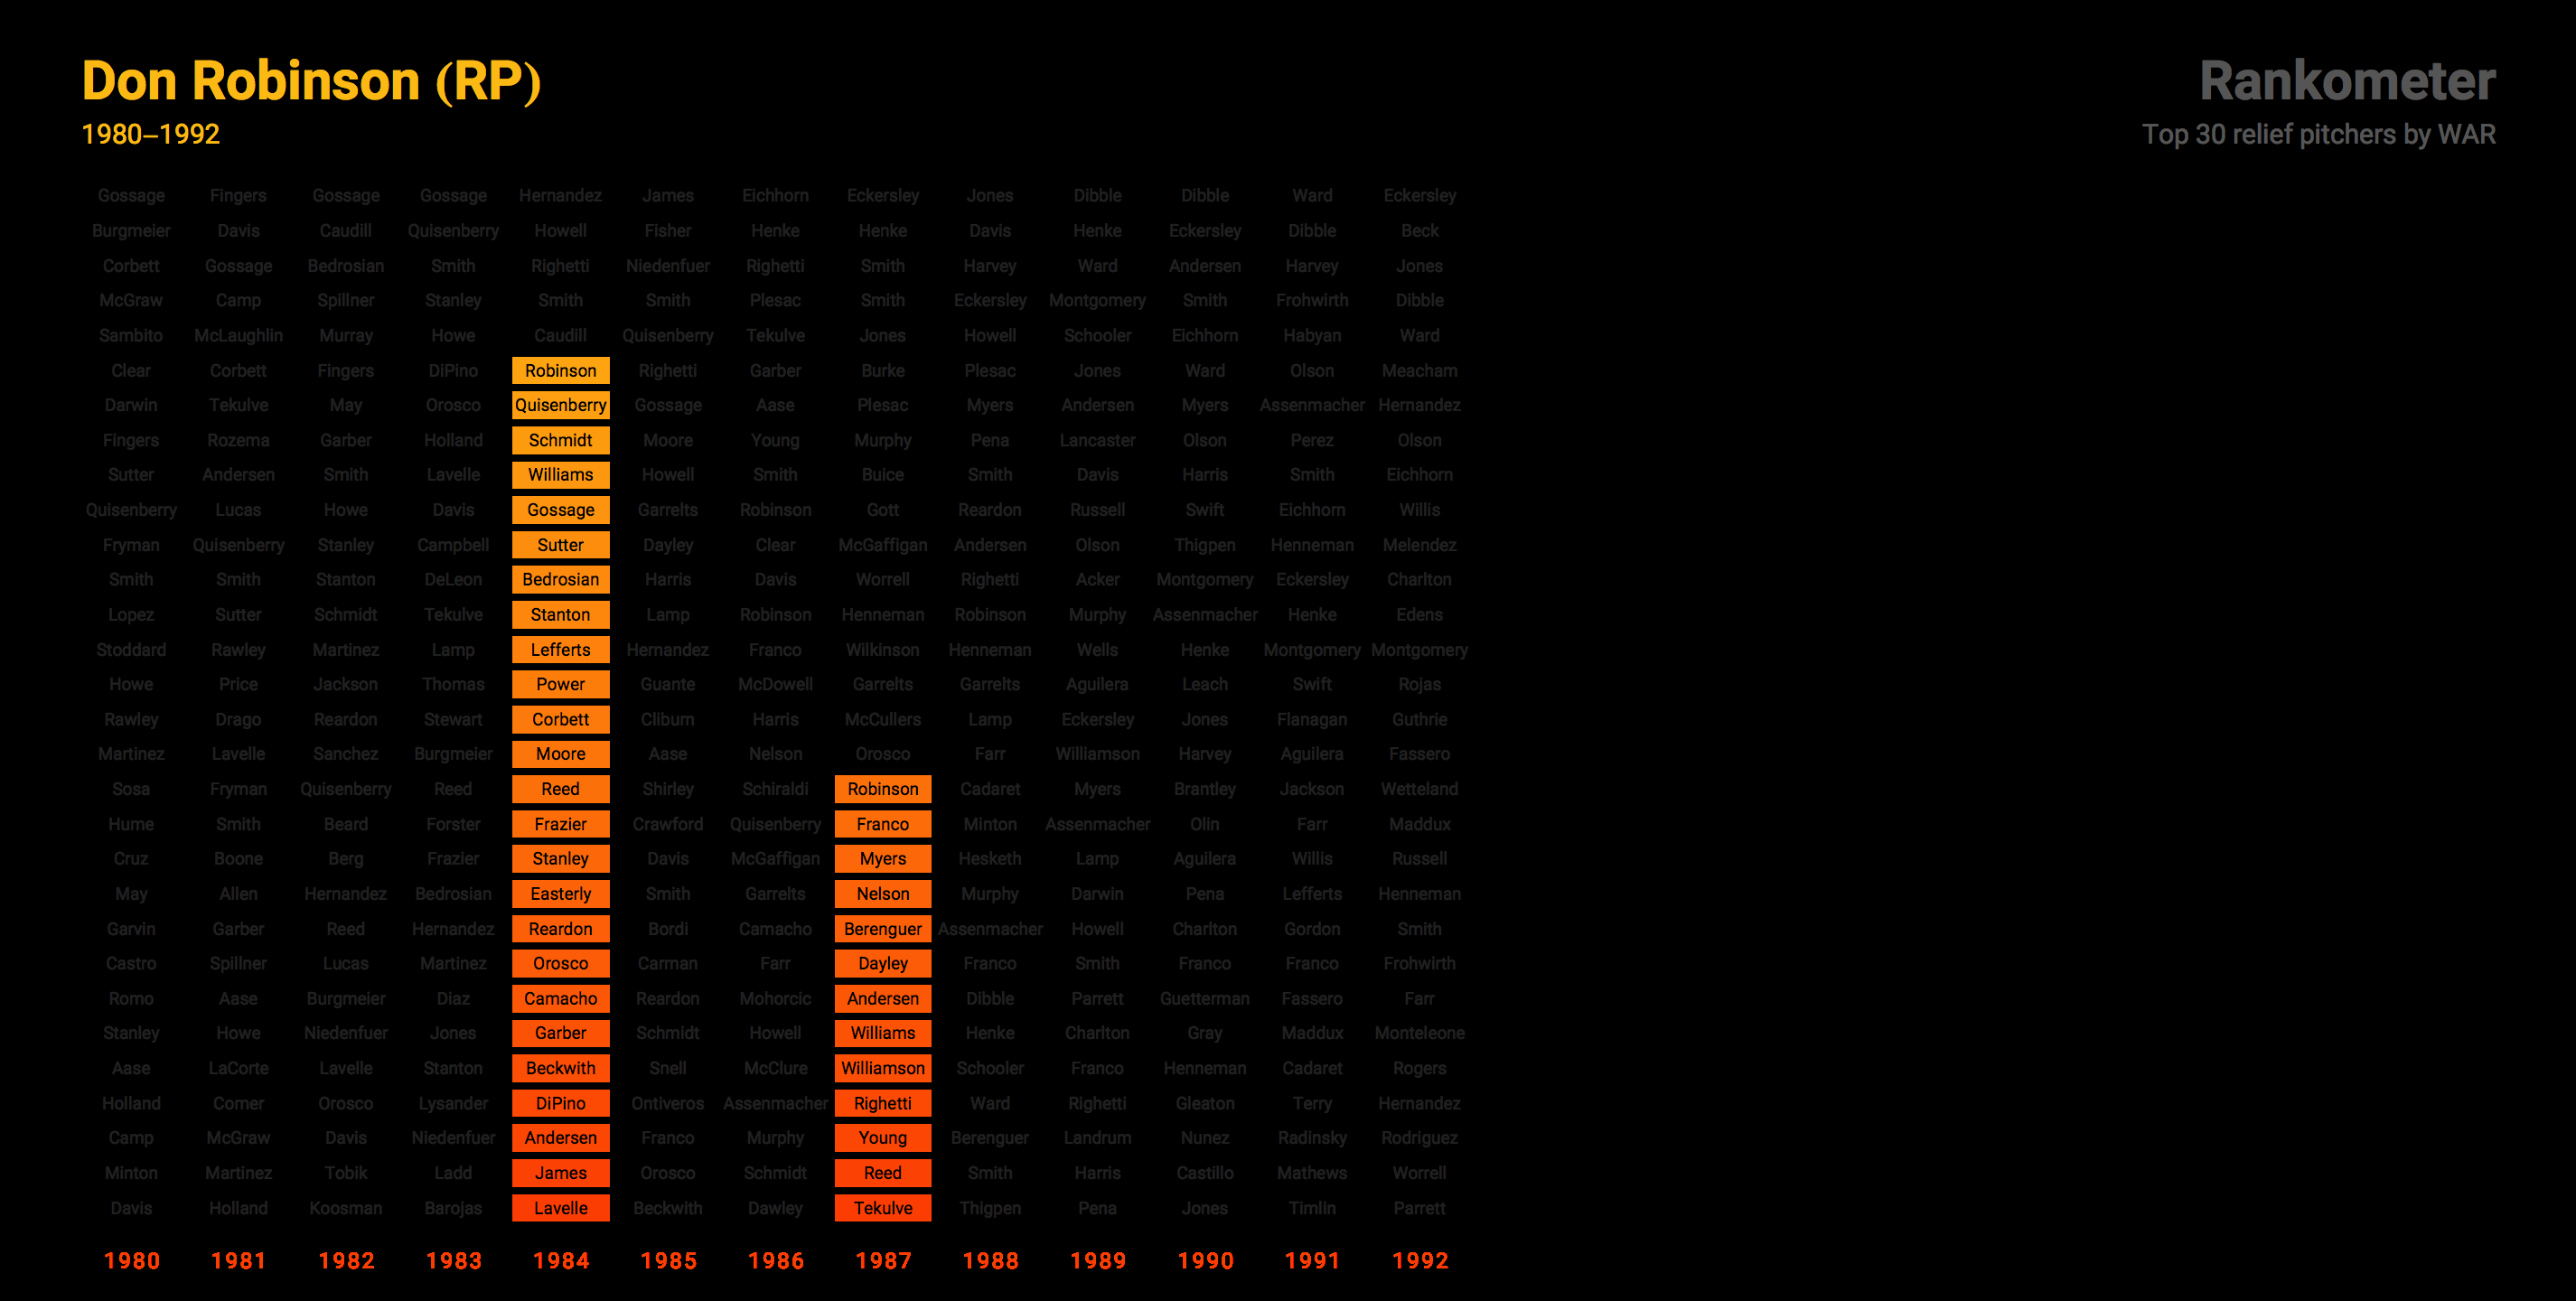 Don Robinson (RP)
1980–1992
Rankometer
Top 30 relief pitchers by WAR
Gossage Fingers Gossage Gossage Hernandez James Eichhorn Eckersley Jones Dibble Dibble Ward Eckersley
Burgmeier Davis Caudill Quisenberry Howell Fisher Henke Henke Davis Henke Eckersley Dibble Beck
Corbett Gossage Bedrosian Smith Righetti Niedenfuer Righetti Smith Harvey Ward Andersen Harvey Jones
McGraw Camp Spillner Stanley Smith Smith Plesac Smith Eckersley Montgomery Smith Frohwirth Dibble
Sambito McLaughlin Murray Howe Caudill Quisenberry Tekulve Jones Howell Schooler Eichhorn Habyan Ward
Clear Corbett Fingers DiPino Robinson Righetti Garber Burke Plesac Jones Ward Olson Meacham
Darwin Tekulve May Orosco Quisenberry Gossage Aase Plesac Myers Andersen Myers Assenmacher Hernandez
Fingers Rozema Garber Holland Schmidt Moore Young Murphy Pena Lancaster Olson Perez Olson
Sutter Andersen Smith Lavelle Williams Howell Smith Buice Smith Davis Harris Smith Eichhorn
Quisenberry Lucas Howe Davis Gossage Garrelts Robinson Gott Reardon Russell Swift Eichhorn Willis
Fryman Quisenberry Stanley Campbell Sutter Dayley Clear McGaffigan Andersen Olson Thigpen Henneman Melendez
Smith Smith Stanton DeLeon Bedrosian Harris Davis Worrell Righetti Acker Montgomery Eckersley Charlton
Lopez Sutter Schmidt Tekulve Stanton Lamp Robinson Henneman Robinson Murphy Assenmacher Henke Edens
Stoddard Rawley Martinez Lamp Lefferts Hernandez Franco Wilkinson Henneman Wells Henke Montgomery Montgomery
Howe Price Jackson Thomas Power Guante McDowell Garrelts Garrelts Aguilera Leach Swift Rojas
Rawley Drago Reardon Stewart Corbett Cliburn Harris McCullers Lamp Eckersley Jones Flanagan Guthrie
Martinez Lavelle Sanchez Burgmeier Moore Aase Nelson Orosco Farr Williamson Harvey Aguilera Fassero
Sosa Fryman Quisenberry Reed Reed Shirley Schiraldi Robinson Cadaret Myers Brantley Jackson Wetteland
Hume Smith Beard Forster Frazier Crawford Quisenberry Franco Minton Assenmacher Olin Farr Maddux
Cruz Boone Berg Frazier Stanley Davis McGaffigan Myers Hesketh Lamp Aguilera Willis Russell
May Allen Hernandez Bedrosian Easterly Smith Garrelts Nelson Murphy Darwin Pena Lefferts Henneman
Garvin Garber Reed Hernandez Reardon Bordi Camacho Berenguer Assenmacher Howell Charlton Gordon Smith
Castro Spillner Lucas Martinez Orosco Carman Farr Dayley Franco Smith Franco Franco Frohwirth
Romo Aase Burgmeier Diaz Camacho Reardon Mohorcic Andersen Dibble Parrett Guetterman Fassero Farr
Stanley Howe Niedenfuer Jones Garber Schmidt Howell Williams Henke Charlton Gray Maddux Monteleone
Aase LaCorte Lavelle Stanton Beckwith Snell McClure Williamson Schooler Franco Henneman Cadaret Rogers
Holland Comer Orosco Lysander DiPino Ontiveros Assenmacher Righetti Ward Righetti Gleaton Terry Hernandez
Camp McGraw Davis Niedenfuer Andersen Franco Murphy Young Berenguer Landrum Nunez Radinsky Rodriguez
Minton Martinez Tobik Ladd James Orosco Schmidt Reed Smith Harris Castillo Mathews Worrell
Davis Holland Koosman Barojas Lavelle Beckwith Dawley Tekulve Thigpen Pena Jones Timlin Parrett
1980 1981 1982 1983 1984 1985 1986 1987 1988 1989 1990 1991 1992